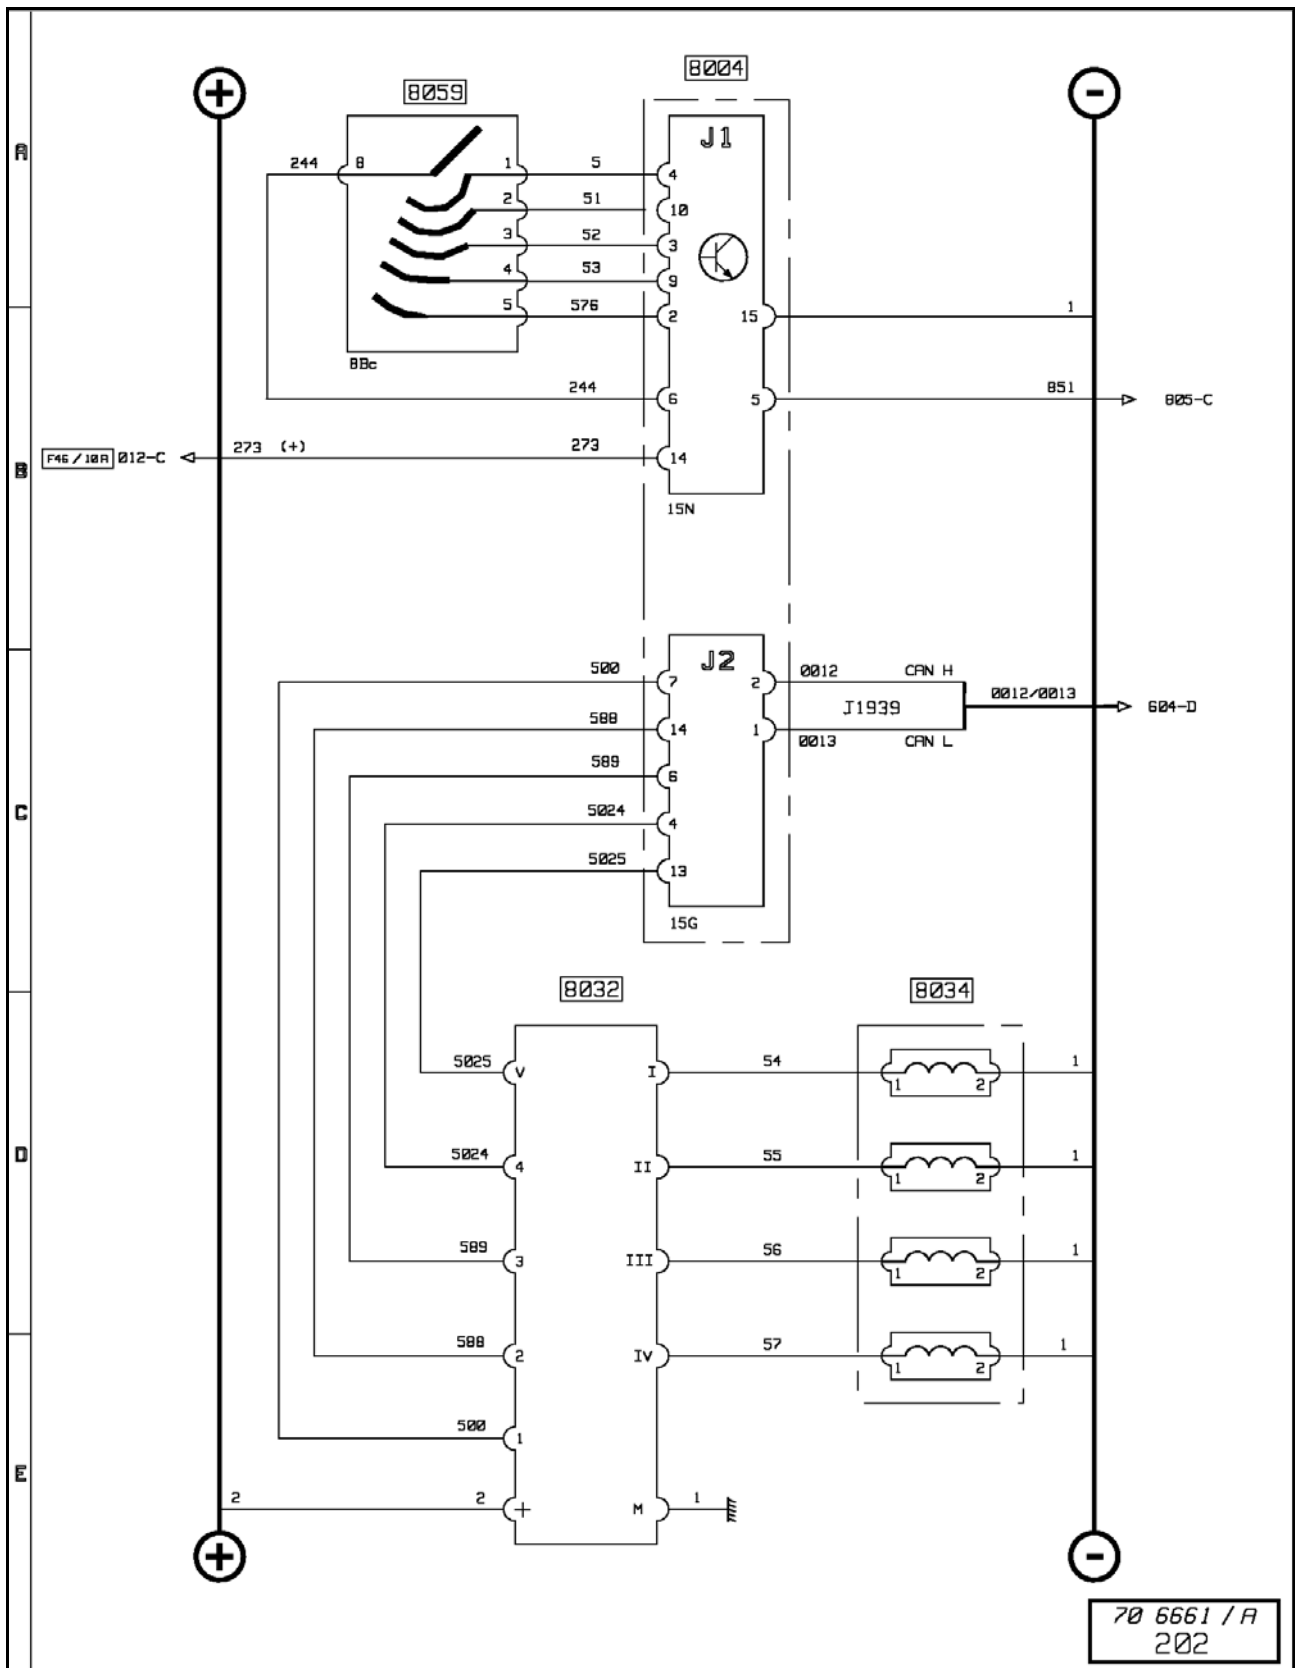 8004
8059
+
-
A
J1
244 8 1 5 4
2 51 10
3 52 3
4 53 9
5 576 2 15 1
8Bc
244 6 5 851 805-C
B
F46 / 10A 012-C 273 (+) 273 14
15N
J2
500 7 2 0012 CAN H
J1939 0012/0013 604-D
588 14 1 0013 CAN L
589 6
C
5024 4
5025 13
15G
8032 8034
5025 V I 54 1 2 1
D
5024 4 II 55 1 2 1
589 3 III 56 1 2 1
588 2 IV 57 1 2 1
500 1
E
2 2 + M 1
+
-
70 6661 / A
202